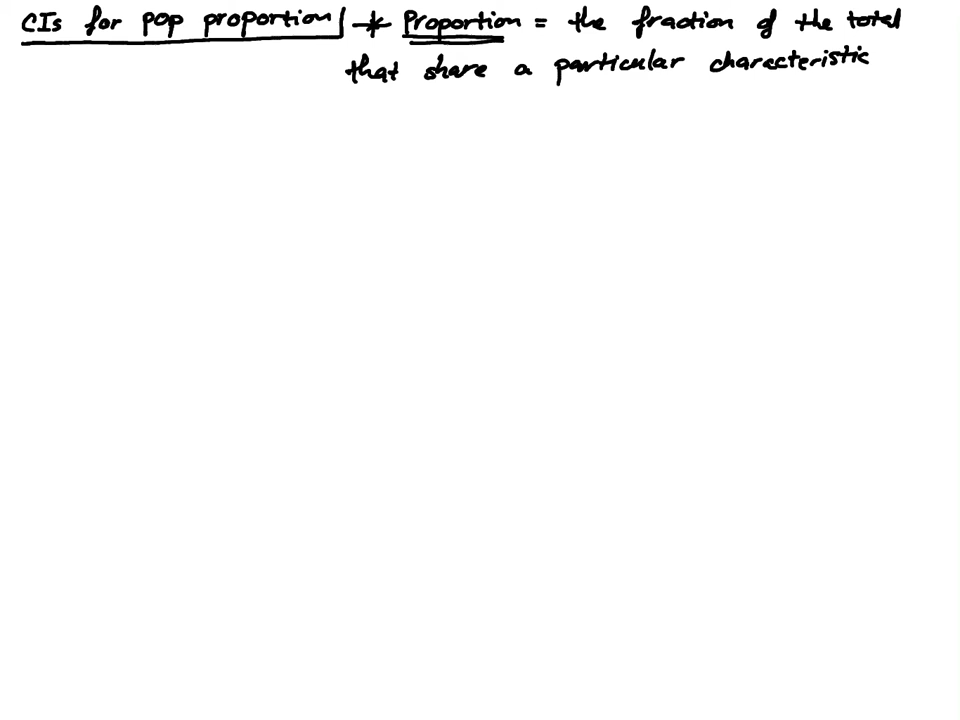 CIs for pop proportion * Proportion = the fraction of the total
that share a particular characteristic